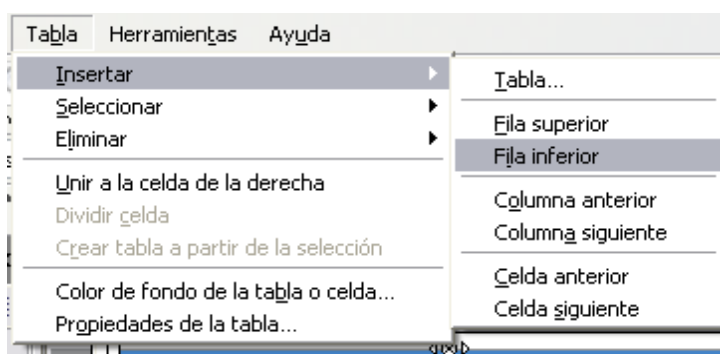 Tabla Herramientas Ayuda
Insertar
Seleccionar
Eliminar
Unir a la celda de la derecha
Dividir celda
Crear tabla a partir de la selección
Color de fondo de la tabla o celda...
Propiedades de la tabla...
Tabla...
Fila superior
Fila inferior
Columna anterior
Columna siguiente
Celda anterior
Celda siguiente